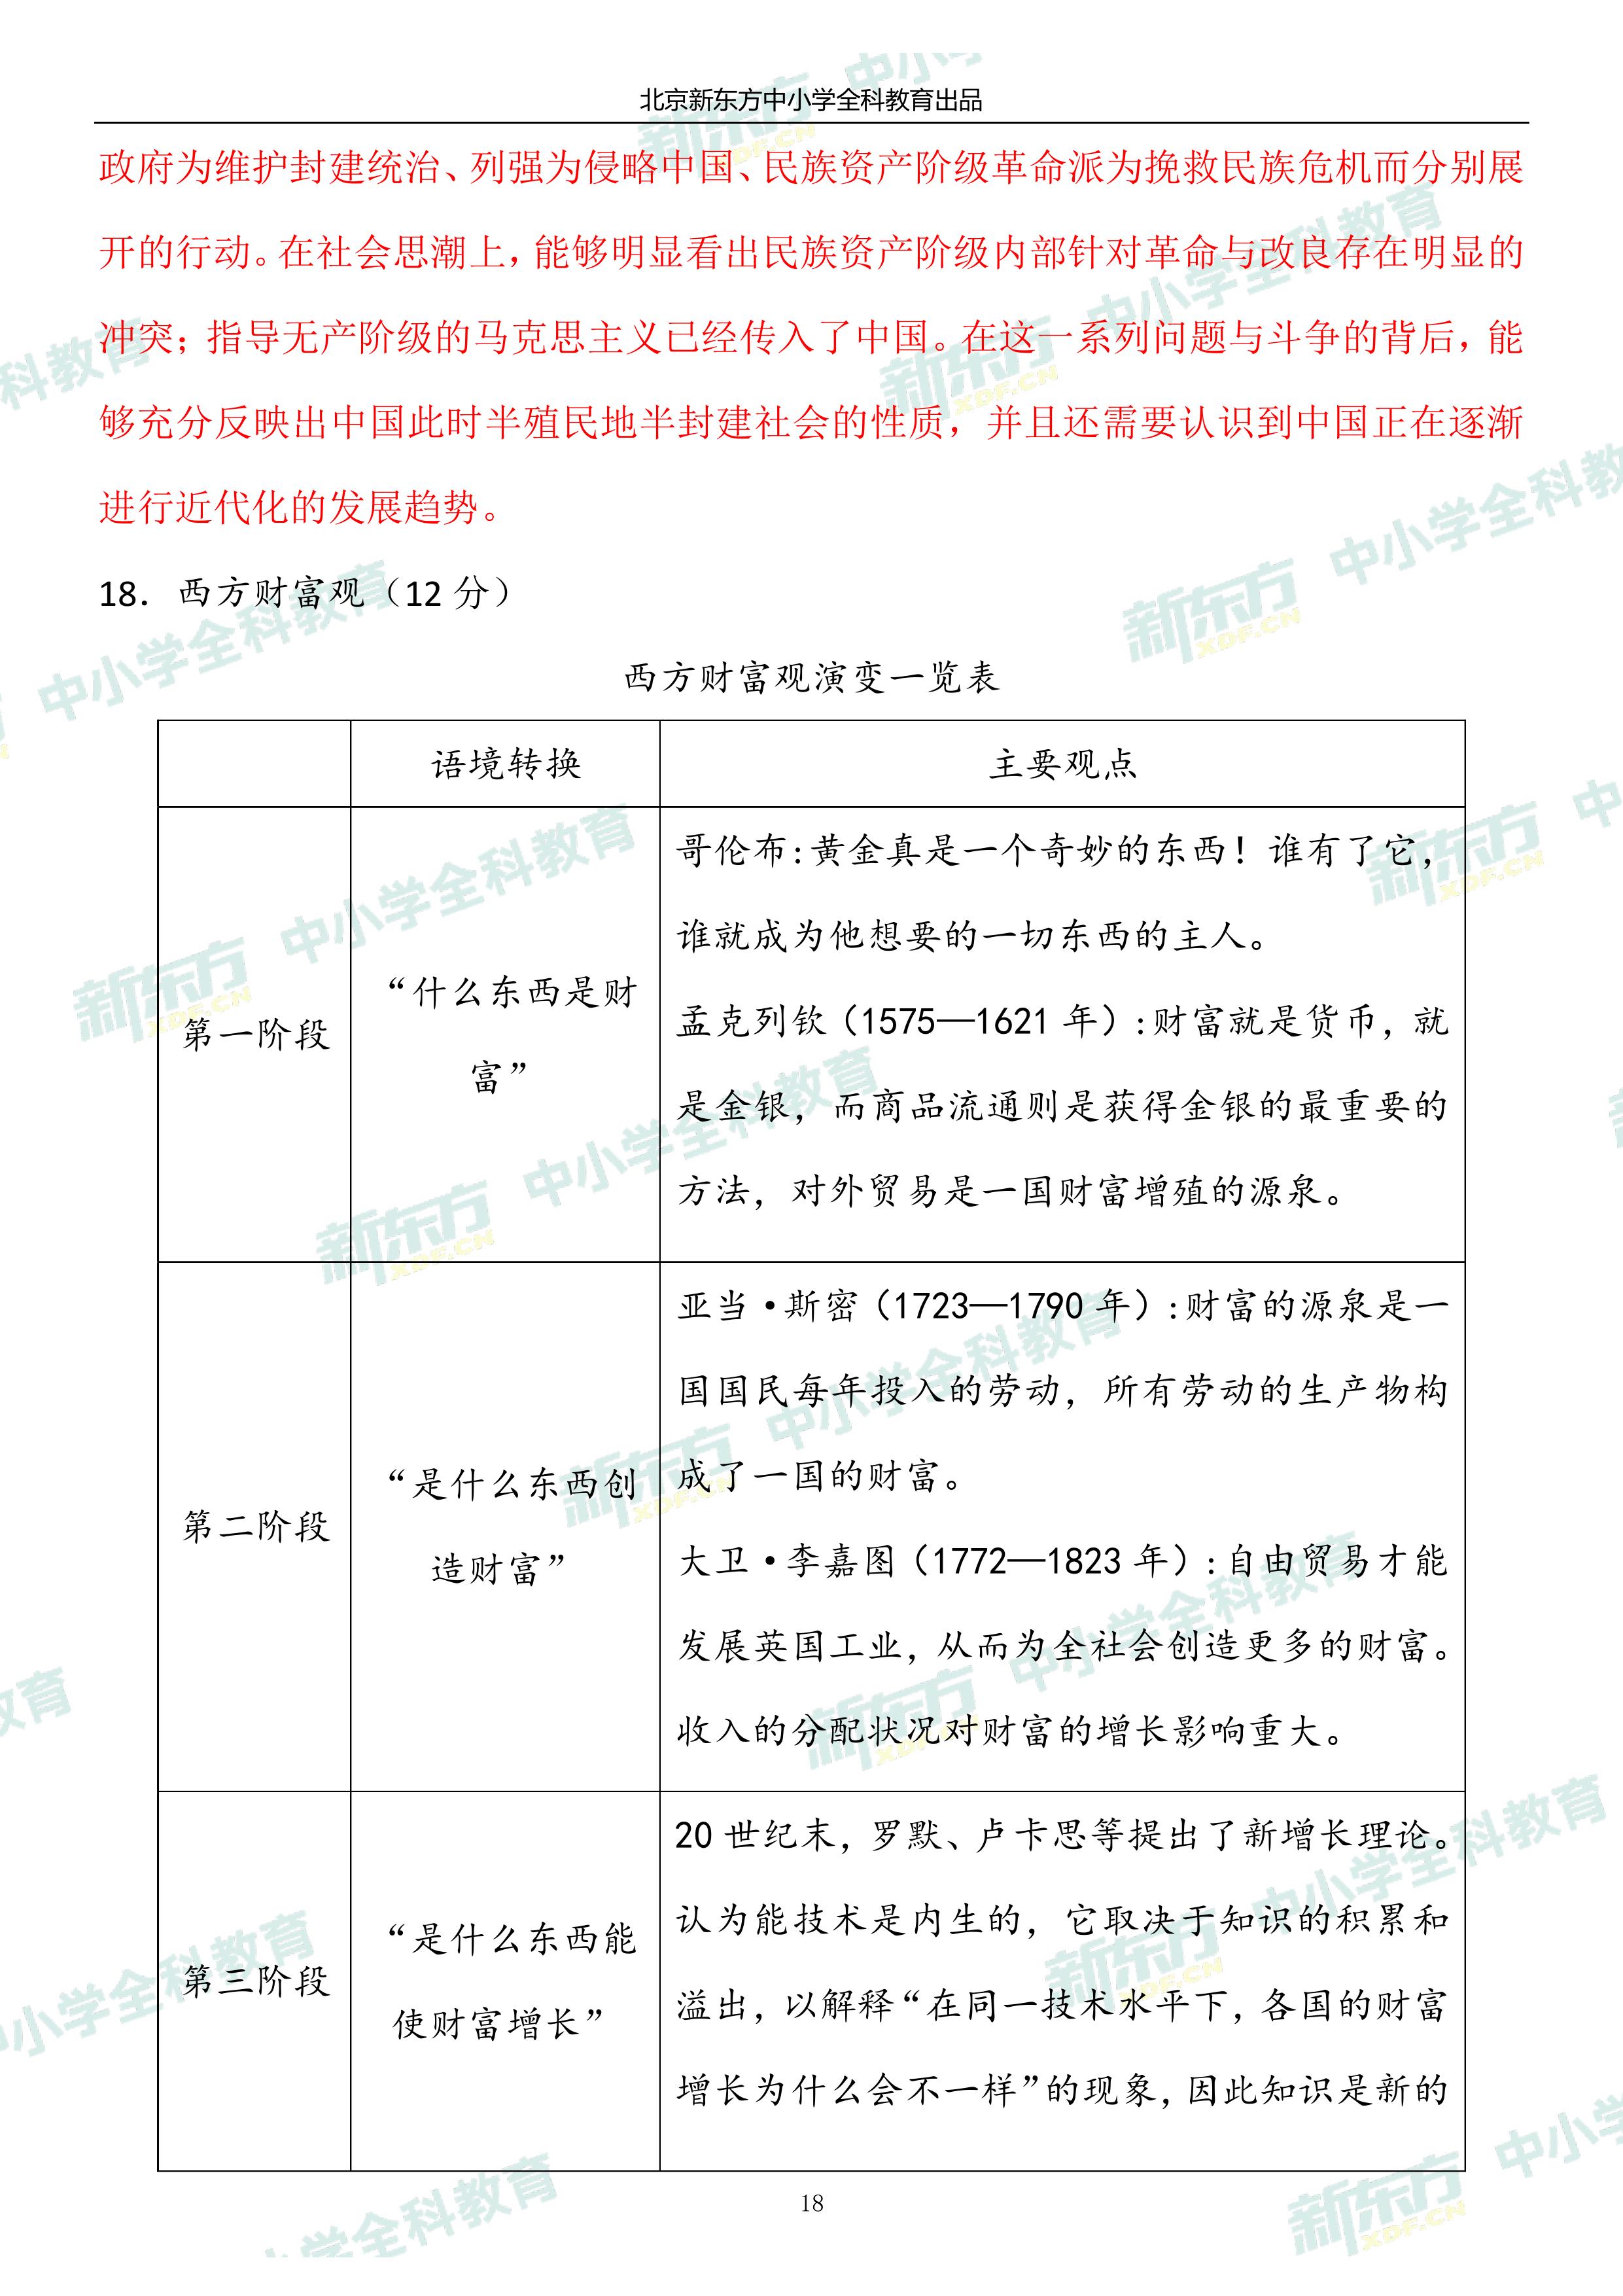 北京新东方中小学全科教育出品
政府为维护封建统治、列强为侵略中国、民族资产阶级革命派为挽救民族危机而分别展
开的行动。在社会思潮上，能够明显看出民族资产阶级内部针对革命与改良存在明显的
冲突；指导无产阶级的马克思主义已经传入了中国。在这一系列问题与斗争的背后，能
够充分反映出中国此时半殖民地半封建社会的性质，并且还需要认识到中国正在逐渐
进行近代化的发展趋势。
18．西方财富观（12 分）
西方财富观演变一览表
语境转换
主要观点
第一阶段
“什么东西是财
富”
哥伦布：黄金真是一个奇妙的东西！谁有了它，
谁就成为他想要的一切东西的主人。
孟克列钦（1575—1621 年）：财富就是货币，就
是金银，而商品流通则是获得金银的最重要的
方法，对外贸易是一国财富增殖的源泉。
第二阶段
“是什么东西创
造财富”
亚当·斯密（1723—1790 年）：财富的源泉是一
国国民每年投入的劳动，所有劳动的生产物构
成了一国的财富。
大卫·李嘉图（1772—1823 年）：自由贸易才能
发展英国工业，从而为全社会创造更多的财富。
收入的分配状况对财富的增长影响重大。
第三阶段
“是什么东西能
使财富增长”
20 世纪末，罗默、卢卡思等提出了新增长理论。
认为能技术是内生的，它取决于知识的积累和
溢出，以解释“在同一技术水平下，各国的财富
增长为什么会不一样”的现象，因此知识是新的
18
新东方 XDF.CN 中小学全科教育